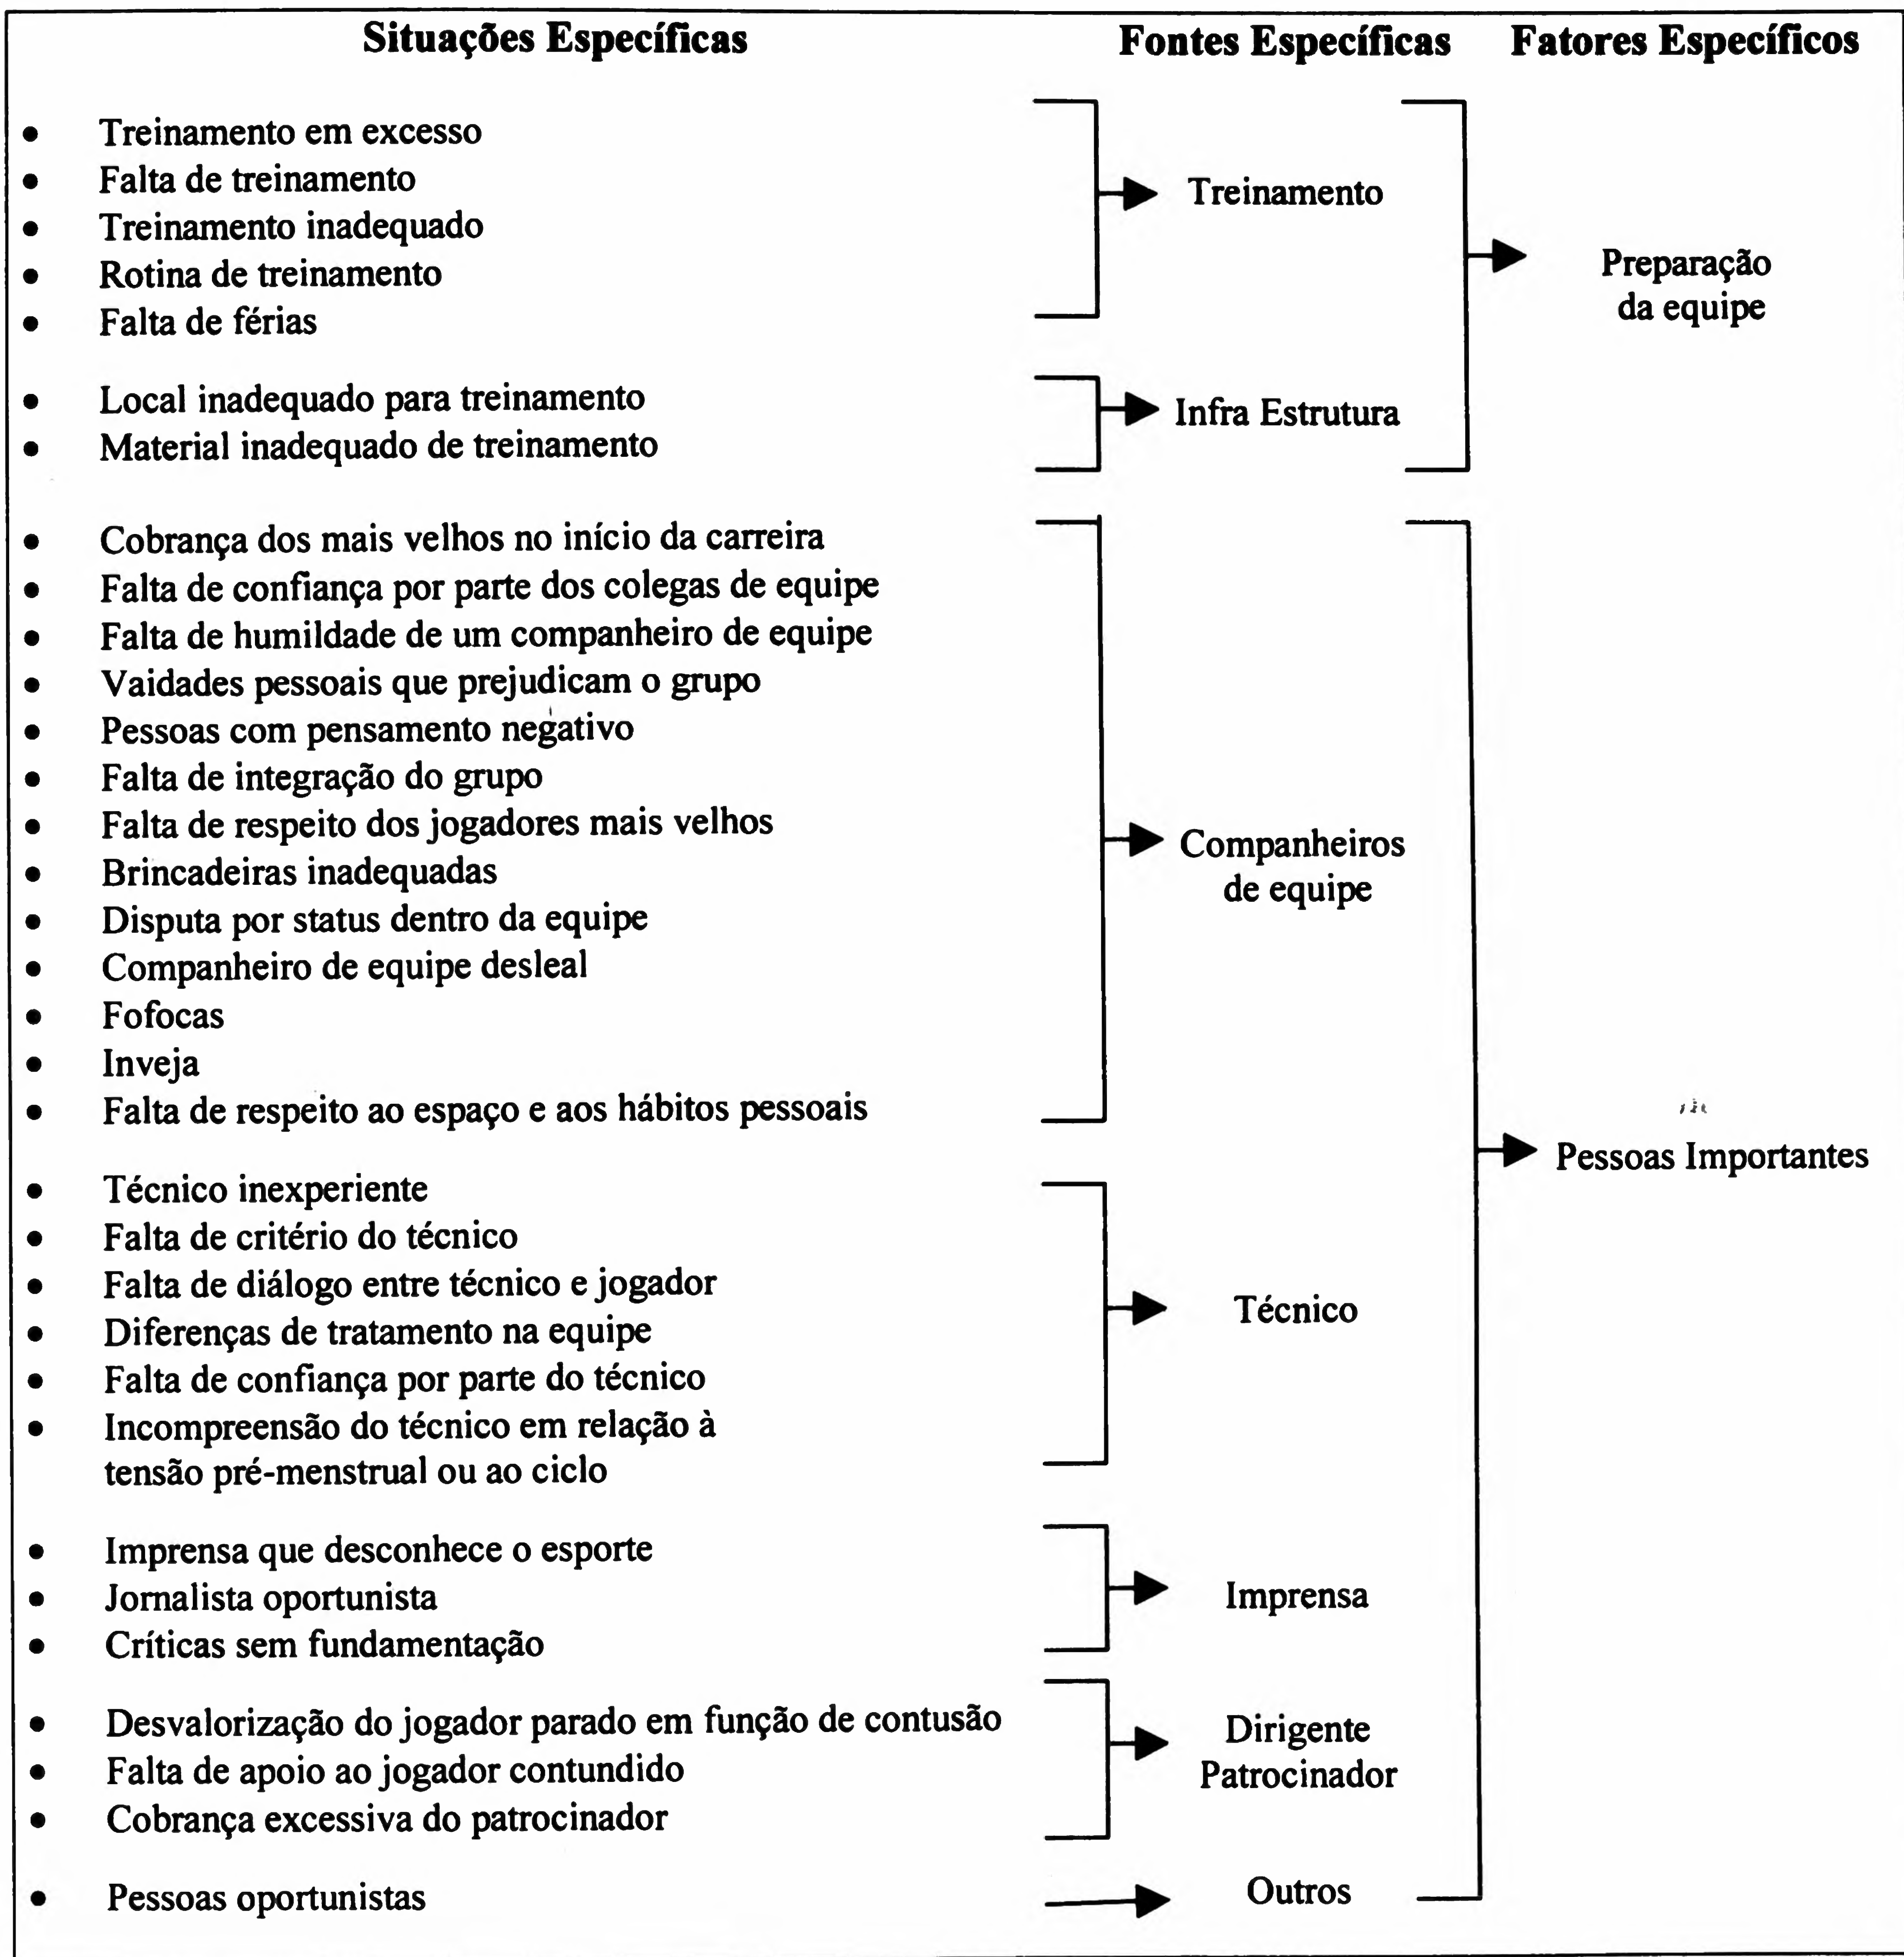 Situações Específicas Fontes Específicas Fatores Específicos
• Treinamento em excesso
• Falta de treinamento
• Treinamento inadequado
• Rotina de treinamento
• Falta de férias
Treinamento
Preparação
da equipe
• Local inadequado para treinamento
• Material inadequado de treinamento
Infra Estrutura
• Cobrança dos mais velhos no início da carreira
• Falta de confiança por parte dos colegas de equipe
• Falta de humildade de um companheiro de equipe
• Vaidades pessoais que prejudicam o grupo
• Pessoas com pensamento negativo
• Falta de integração do grupo
• Falta de respeito dos jogadores mais velhos
• Brincadeiras inadequadas
• Disputa por status dentro da equipe
• Companheiro de equipe desleal
• Fofocas
• Inveja
• Falta de respeito ao espaço e aos hábitos pessoais
Companheiros
de equipe
Pessoas Importantes
• Técnico inexperiente
• Falta de critério do técnico
• Falta de diálogo entre técnico e jogador
• Diferenças de tratamento na equipe
• Falta de confiança por parte do técnico
• Incompreensão do técnico em relação à
tensão pré-menstrual ou ao ciclo
Técnico
• Imprensa que desconhece o esporte
• Jornalista oportunista
• Críticas sem fundamentação
Imprensa
• Desvalorização do jogador parado em função de contusão
• Falta de apoio ao jogador contundido
• Cobrança excessiva do patrocinador
Dirigente
Patrocinador
• Pessoas oportunistas
Outros